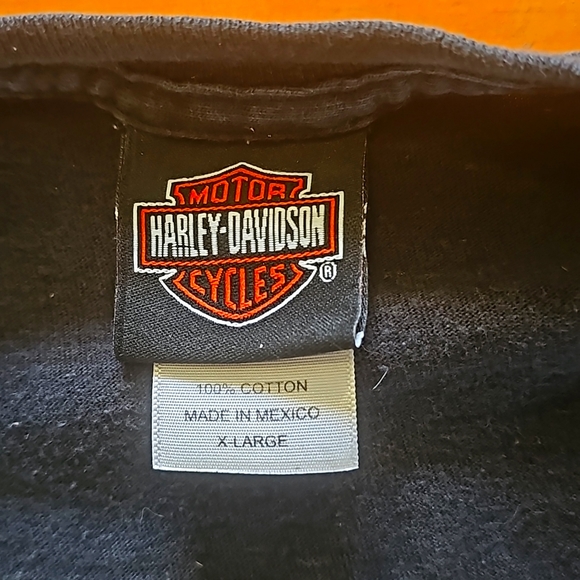 MOTOR
HARLEY-DAVIDSON
CYCLES ®
100% COTTON
MADE IN MEXICO
X-LARGE